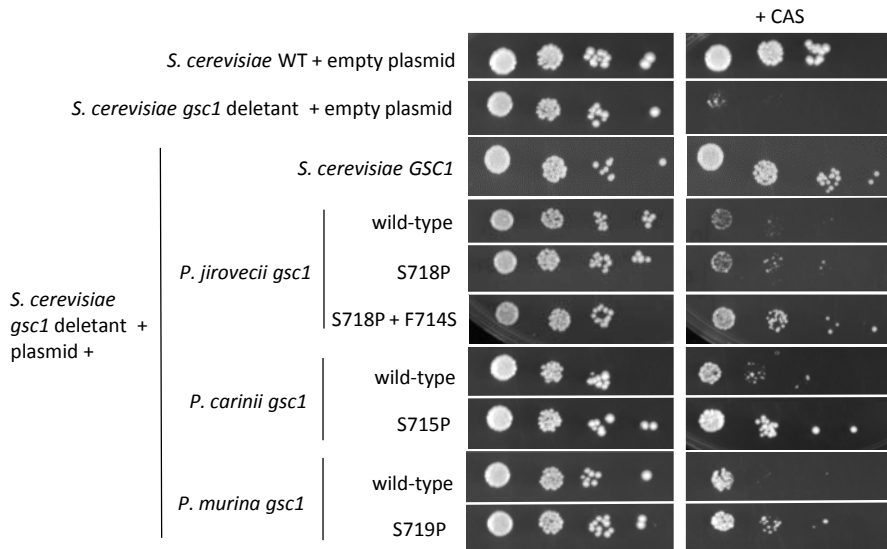 + CAS
S. cerevisiae WT + empty plasmid
S. cerevisiae gsc1 deletant + empty plasmid
S. cerevisiae GSC1
wild-type
P. jirovecii gsc1
S718P
S. cerevisiae
gsc1 deletant +
plasmid +
S718P + F714S
wild-type
P. carinii gsc1
S715P
wild-type
P. murina gsc1
S719P